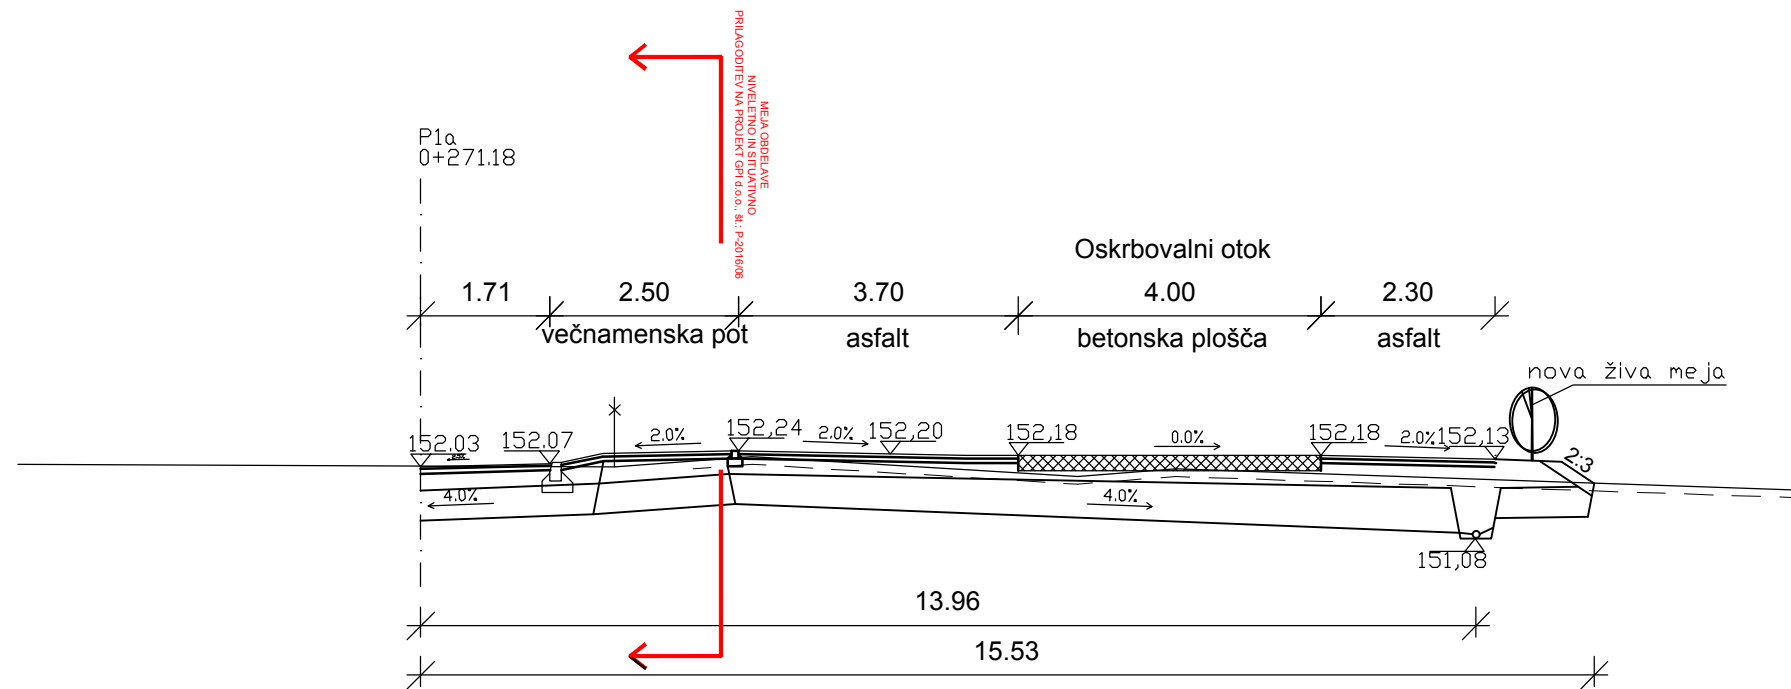 MEJA OBDELAVE
NIVELETNO IN SITUATIVNO
PRILAGODITEV NA PROJEKT GPI d.o.o., št.: P-2016/06
P1a
0+271.18
Oskrbovalni otok
1.71
2.50
3.70
4.00
2.30
večnamenska pot
asfalt
betonska plošča
asfalt
nova živa meja
152.03
152.07
2.0%
152,24
2.0%
152,20
152,18
0.0%
152,18
2.0%
152,13
2:3
4.0%
4.0%
151,08
13.96
15.53